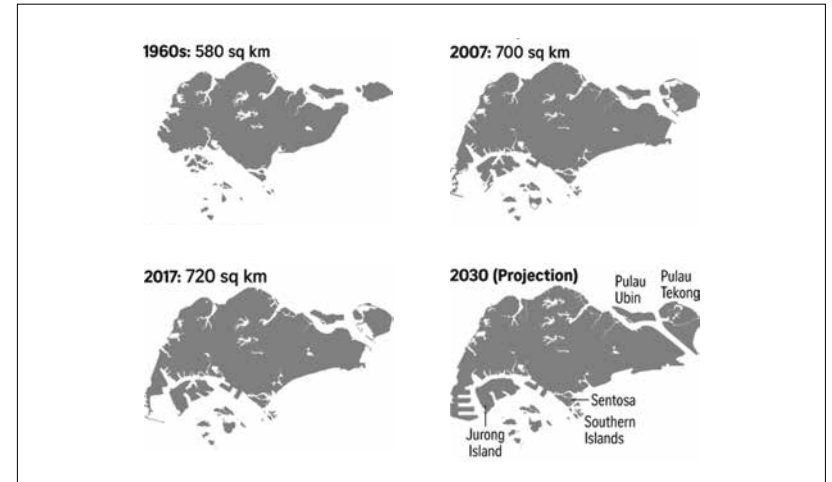 1960s: 580 sq km
2007: 700 sq km
2017: 720 sq km
2030 (Projection)
Pulau
Ubin
Pulau
Tekong
Sentosa
Southern
Islands
Jurong
Island